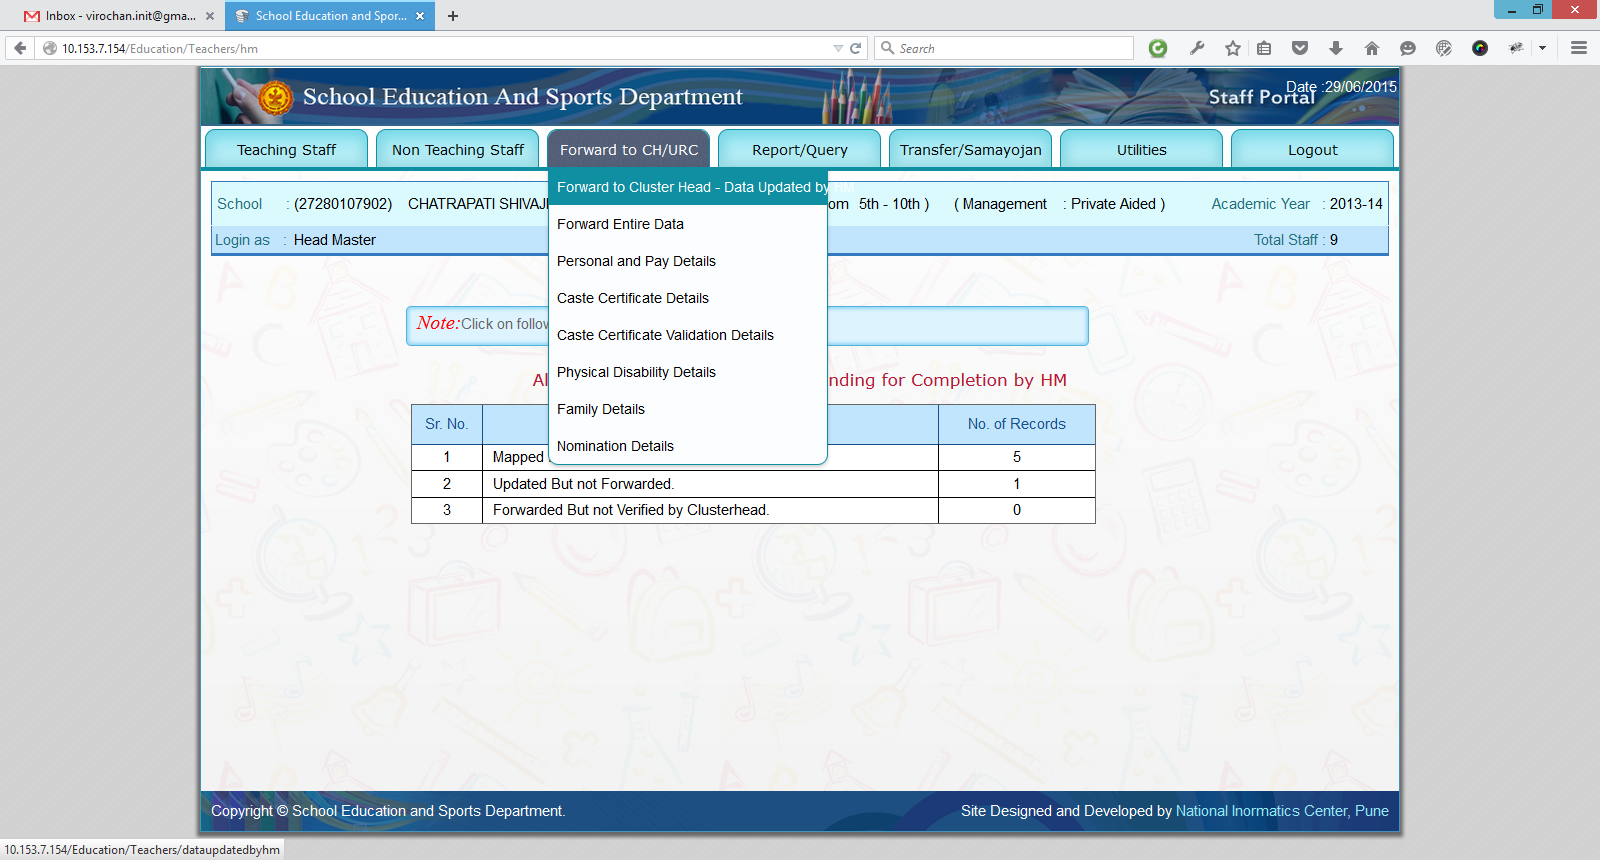 Inbox - virochan.init@gma...
School Education and Spor...
10.153.7.154/Education/Teachers/hm
Search
School Education And Sports Department
Date :29/06/2015
Staff Portal
Teaching Staff
Non Teaching Staff
Forward to CH/URC
Report/Query
Transfer/Samayojan
Utilities
Logout
Forward to Cluster Head - Data Updated by HM
Forward Entire Data
Personal and Pay Details
Caste Certificate Details
Caste Certificate Validation Details
Physical Disability Details
Family Details
Nomination Details
School : (27280107902) CHATRAPATI SHIVAJI om 5th - 10th ) ( Management : Private Aided ) Academic Year : 2013-14
Login as : Head Master Total Staff : 9
Note:Click on follow
Al nding for Completion by HM
Sr. No. No. of Records
1 Mapped 5
2 Updated But not Forwarded. 1
3 Forwarded But not Verified by Clusterhead. 0
Copyright © School Education and Sports Department. Site Designed and Developed by National Inormatics Center, Pune
10.153.7.154/Education/Teachers/dataupdatedbyhm